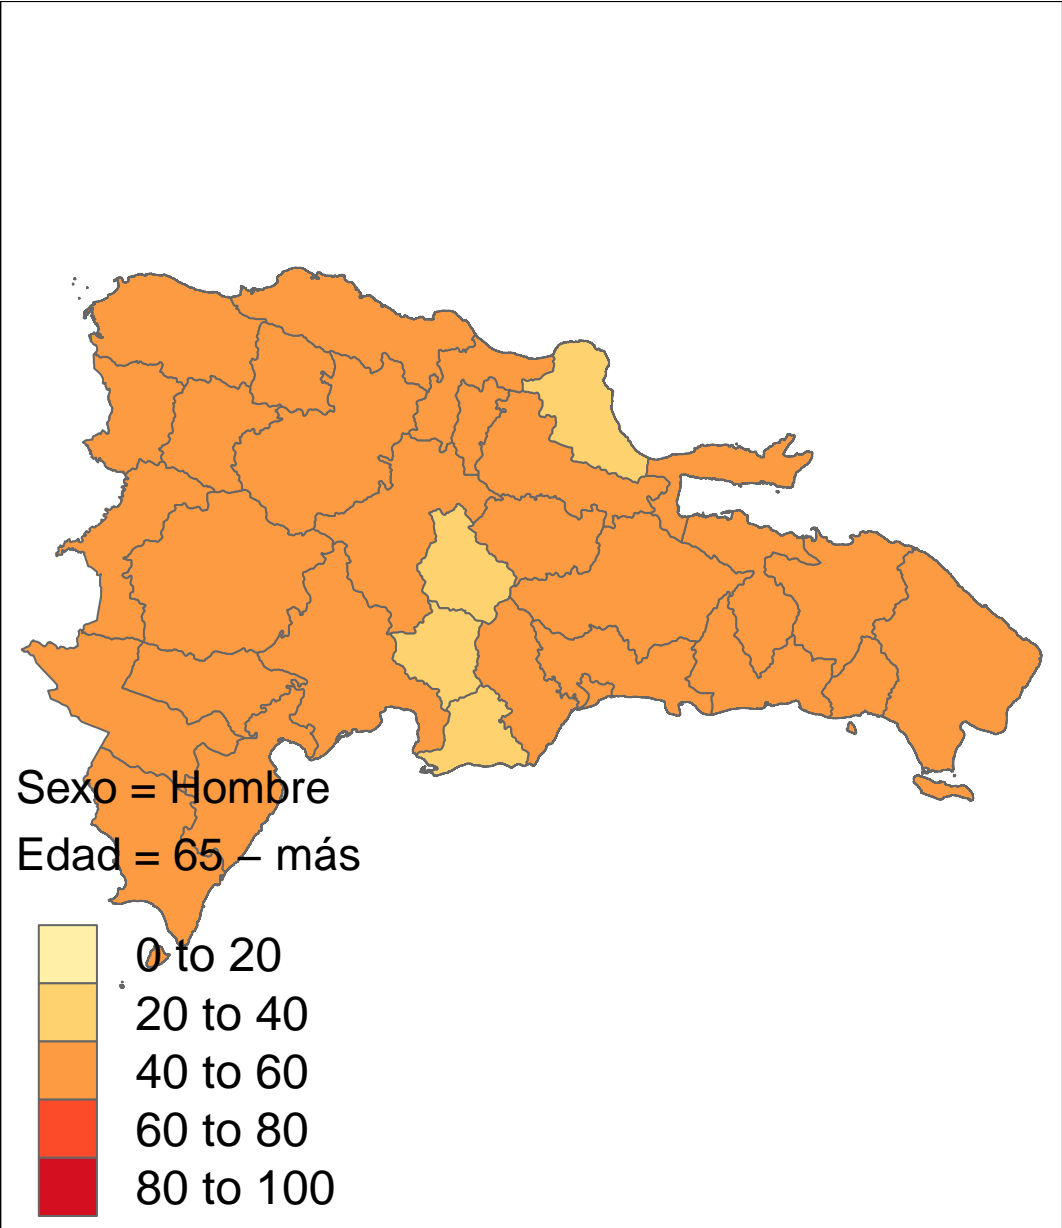 Sexo = Hombre
Edad = 65 – más
0 to 20
20 to 40
40 to 60
60 to 80
80 to 100